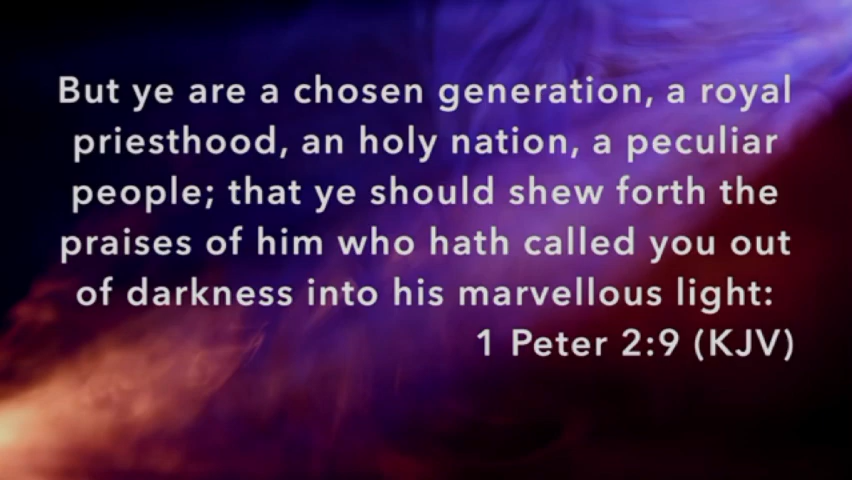 But ye are a chosen generation, a royal
priesthood, an holy nation, a peculiar
people; that ye should shew forth the
praises of him who hath called you out
of darkness into his marvellous light:
1 Peter 2:9 (KJV)